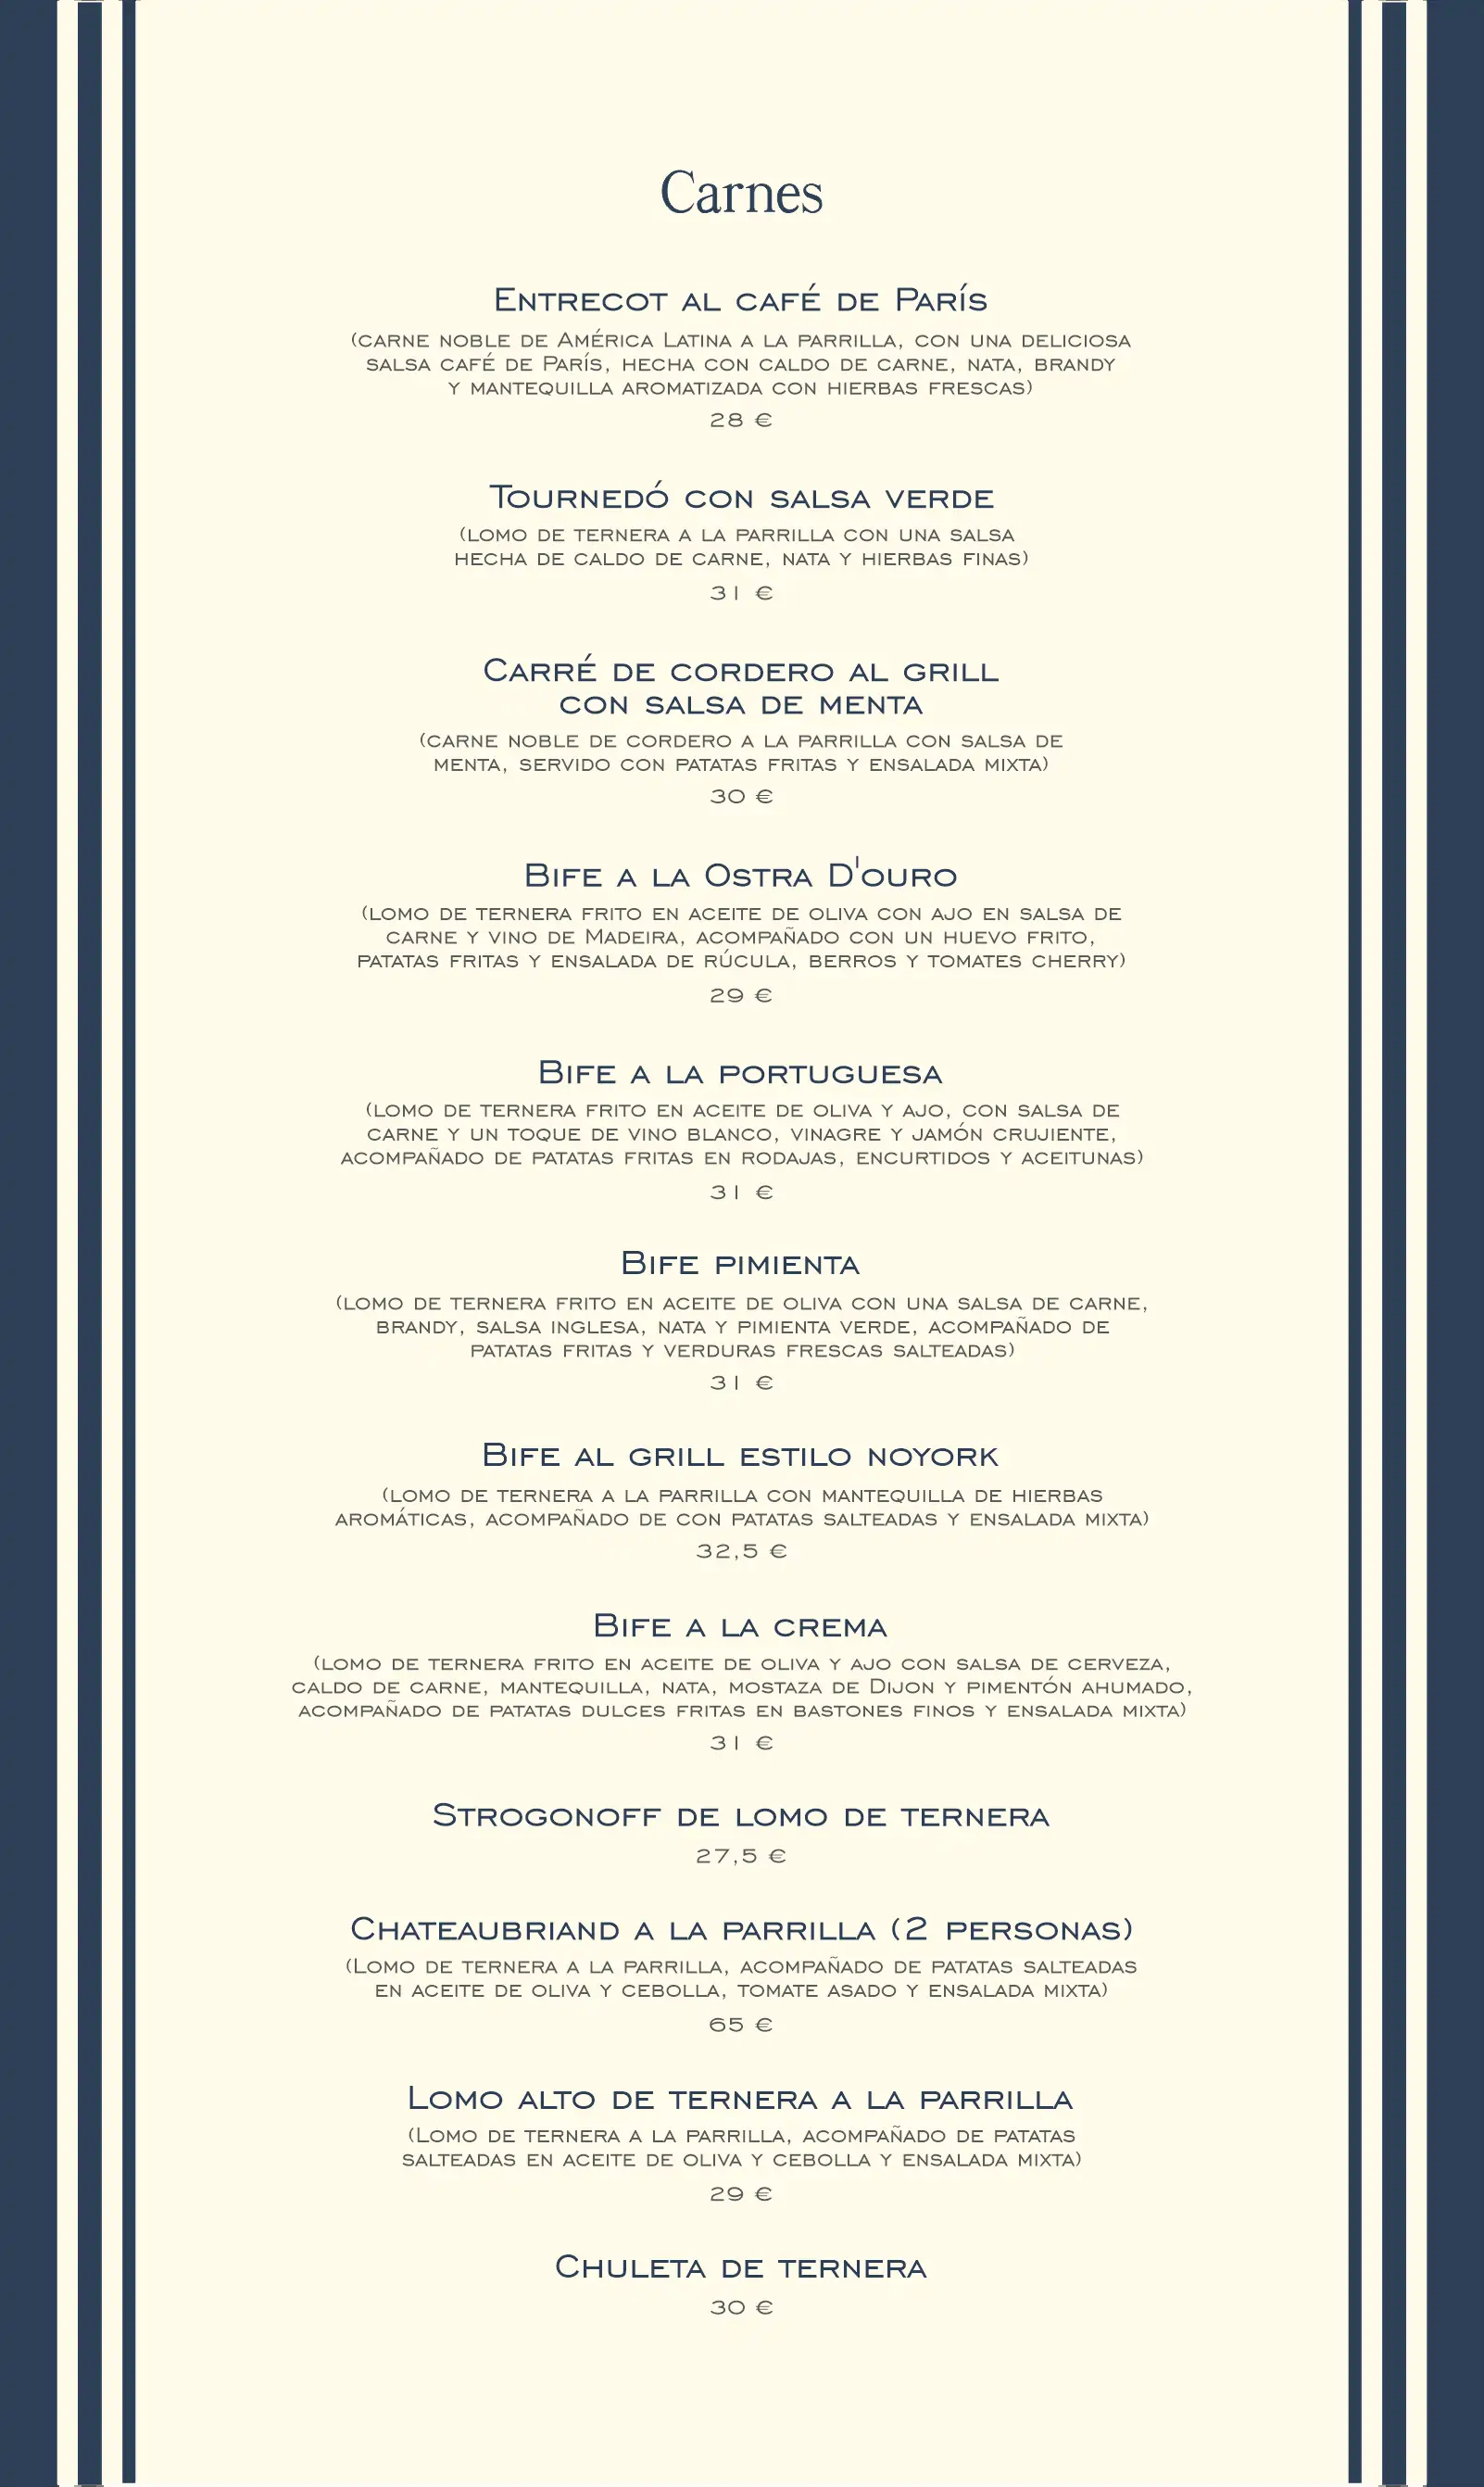 Carnes
Entrecot al café de París
(carne noble de América Latina a la parrilla, con una deliciosa
salsa café de París, hecha con caldo de carne, nata, brandy
y mantequilla aromatizada con hierbas frescas)
28 €
Tournedó con salsa verde
(lomo de ternera a la parrilla con una salsa
hecha de caldo de carne, nata y hierbas finas)
31 €
Carré de cordero al grill
con salsa de menta
(carne noble de cordero a la parrilla con salsa de
menta, servido con patatas fritas y ensalada mixta)
30 €
Bife a la Ostra D'ouro
(lomo de ternera frito en aceite de oliva con ajo en salsa de
carne y vino de Madeira, acompañado con un huevo frito,
patatas fritas y ensalada de rúcula, berros y tomates cherry)
29 €
Bife a la portuguesa
(lomo de ternera frito en aceite de oliva y ajo, con salsa de
carne y un toque de vino blanco, vinagre y jamón crujiente,
acompañado de patatas fritas en rodajas, encurtidos y aceitunas)
31 €
Bife pimienta
(lomo de ternera frito en aceite de oliva con una salsa de carne,
brandy, salsa inglesa, nata y pimienta verde, acompañado de
patatas fritas y verduras frescas salteadas)
31 €
Bife al grill estilo noyork
(lomo de ternera a la parrilla con mantequilla de hierbas
aromáticas, acompañado de con patatas salteadas y ensalada mixta)
32,5 €
Bife a la crema
(lomo de ternera frito en aceite de oliva y ajo con salsa de cerveza,
caldo de carne, mantequilla, nata, mostaza de Dijon y pimentón ahumado,
acompañado de patatas dulces fritas en bastones finos y ensalada mixta)
31 €
Strogonoff de lomo de ternera
27,5 €
Chateaubriand a la parrilla (2 personas)
(Lomo de ternera a la parrilla, acompañado de patatas salteadas
en aceite de oliva y cebolla, tomate asado y ensalada mixta)
65 €
Lomo alto de ternera a la parrilla
(Lomo de ternera a la parrilla, acompañado de patatas
salteadas en aceite de oliva y cebolla y ensalada mixta)
29 €
Chuleta de ternera
30 €